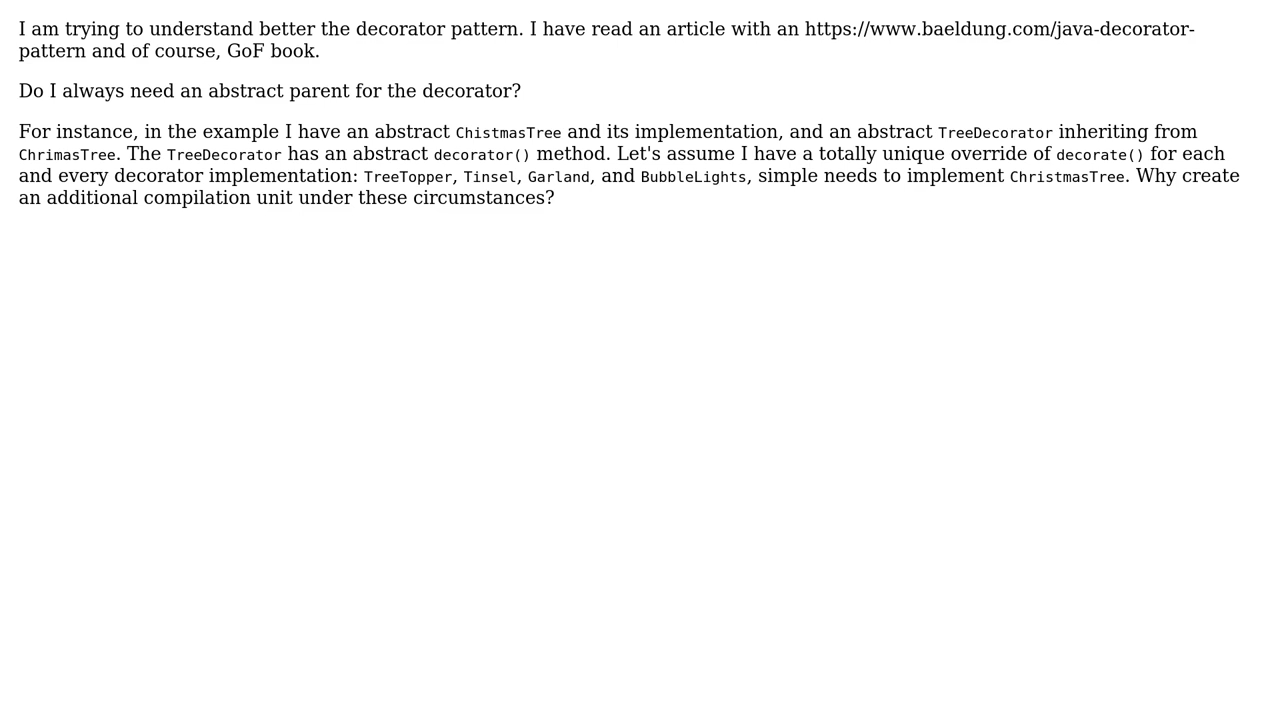 I am trying to understand better the decorator pattern. I have read an article with an https://www.baeldung.com/java-decorator-
pattern and of course, GoF book.
Do I always need an abstract parent for the decorator?
For instance, in the example I have an abstract ChistmasTree and its implementation, and an abstract TreeDecorator inheriting from
ChrimasTree. The TreeDecorator has an abstract decorator() method. Let's assume I have a totally unique override of decorate() for each
and every decorator implementation: TreeTopper, Tinsel, Garland, and BubbleLights, simple needs to implement ChristmasTree. Why create
an additional compilation unit under these circumstances?